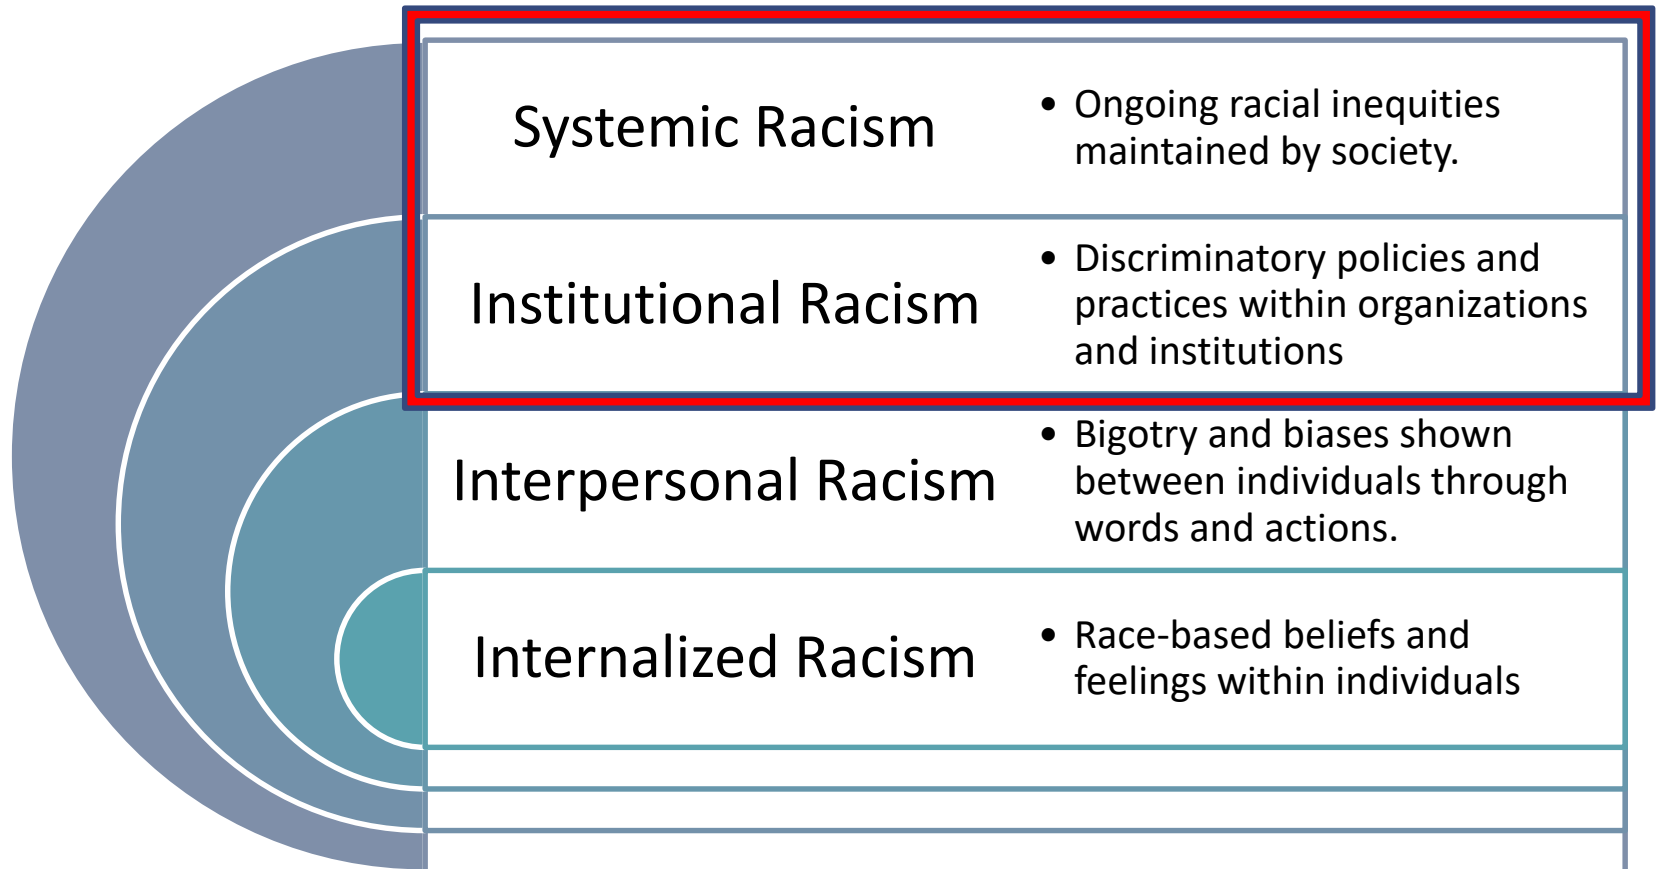 Systemic Racism
• Ongoing racial inequities
maintained by society.
Institutional Racism
• Discriminatory policies and
practices within organizations
and institutions
Interpersonal Racism
• Bigotry and biases shown
between individuals through
words and actions.
Internalized Racism
• Race-based beliefs and
feelings within individuals